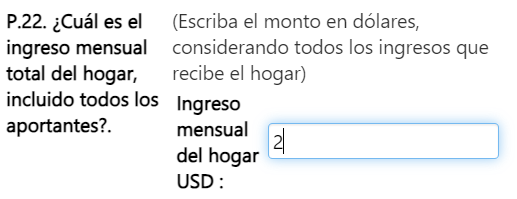 P.22. ¿Cuál es el
ingreso mensual
total del hogar,
incluido todos los
aportantes?.
(Escriba el monto en dólares,
considerando todos los ingresos que
recibe el hogar)
Ingreso
mensual
del hogar
USD :
2